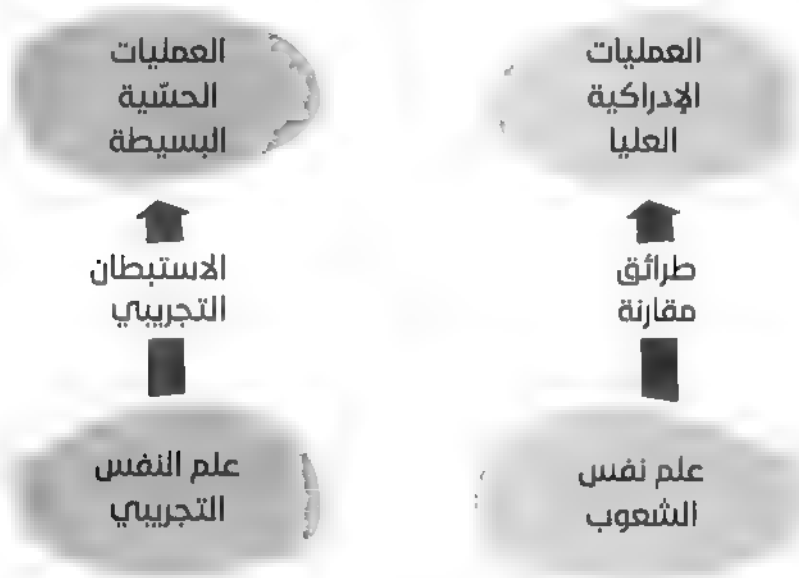 العمليات
الإدراكية
العليا
طرائق
مقارنة
علم نفس
الشعوب
العمليات
الحسّية
البسيطة
الاستبطان
التجريبي
علم النفس
التجريبي